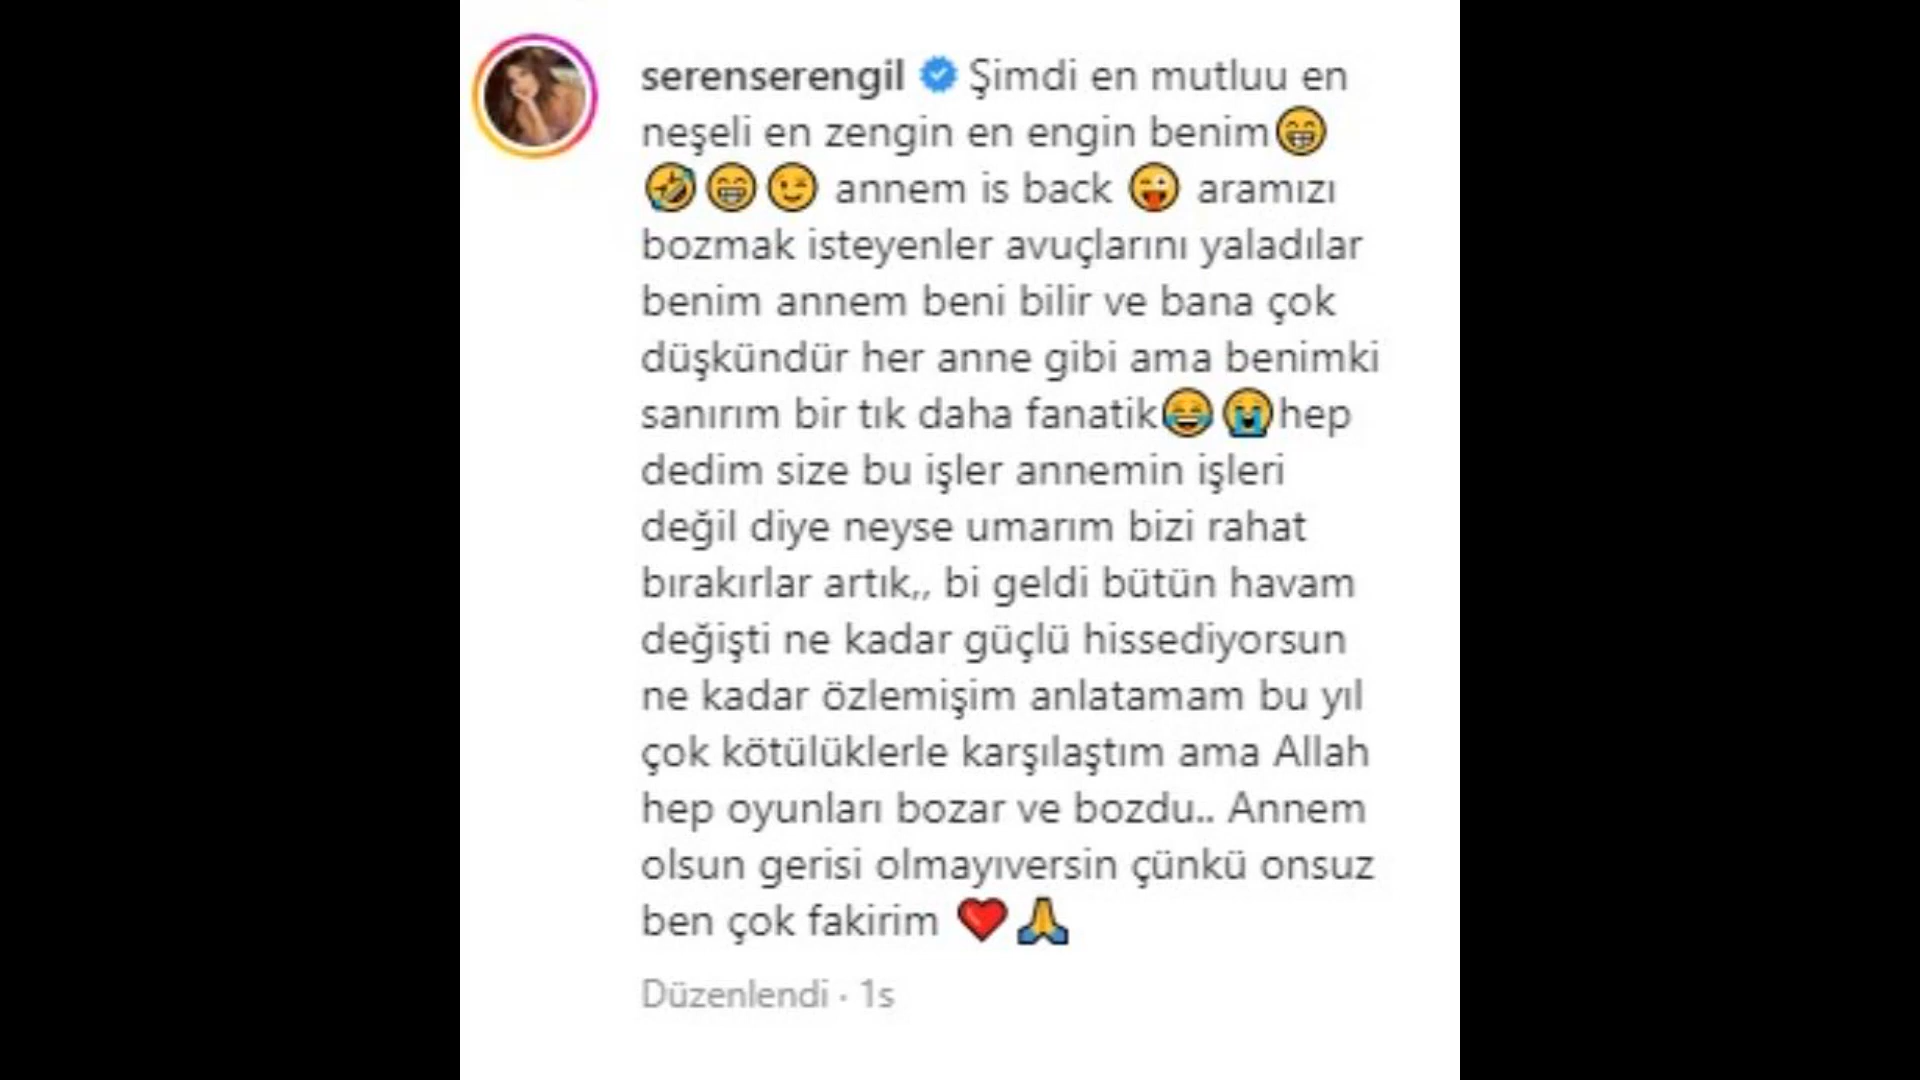 serenserengil Şimdi en mutluu en
neşeli en zengin en engin benim😁
🤣😁😉 annem is back 😜 aramızı
bozmak isteyenler avuçlarını yaladılar
benim annem beni bilir ve bana çok
düşkündür her anne gibi ama benimki
sanırım bir tık daha fanatik😂😭hep
dedim size bu işler annemin işleri
değil diye neyse umarım bizi rahat
bırakırlar artık,, bi geldi bütün havam
değişti ne kadar güçlü hissediyorsun
ne kadar özlemişim anlatamam bu yıl
çok kötülüklerle karşılaştım ama Allah
hep oyunları bozar ve bozdu.. Annem
olsun gerisi olmayıversin çünkü onsuz
ben çok fakirim ❤️🙏
Düzenlendi · 1s